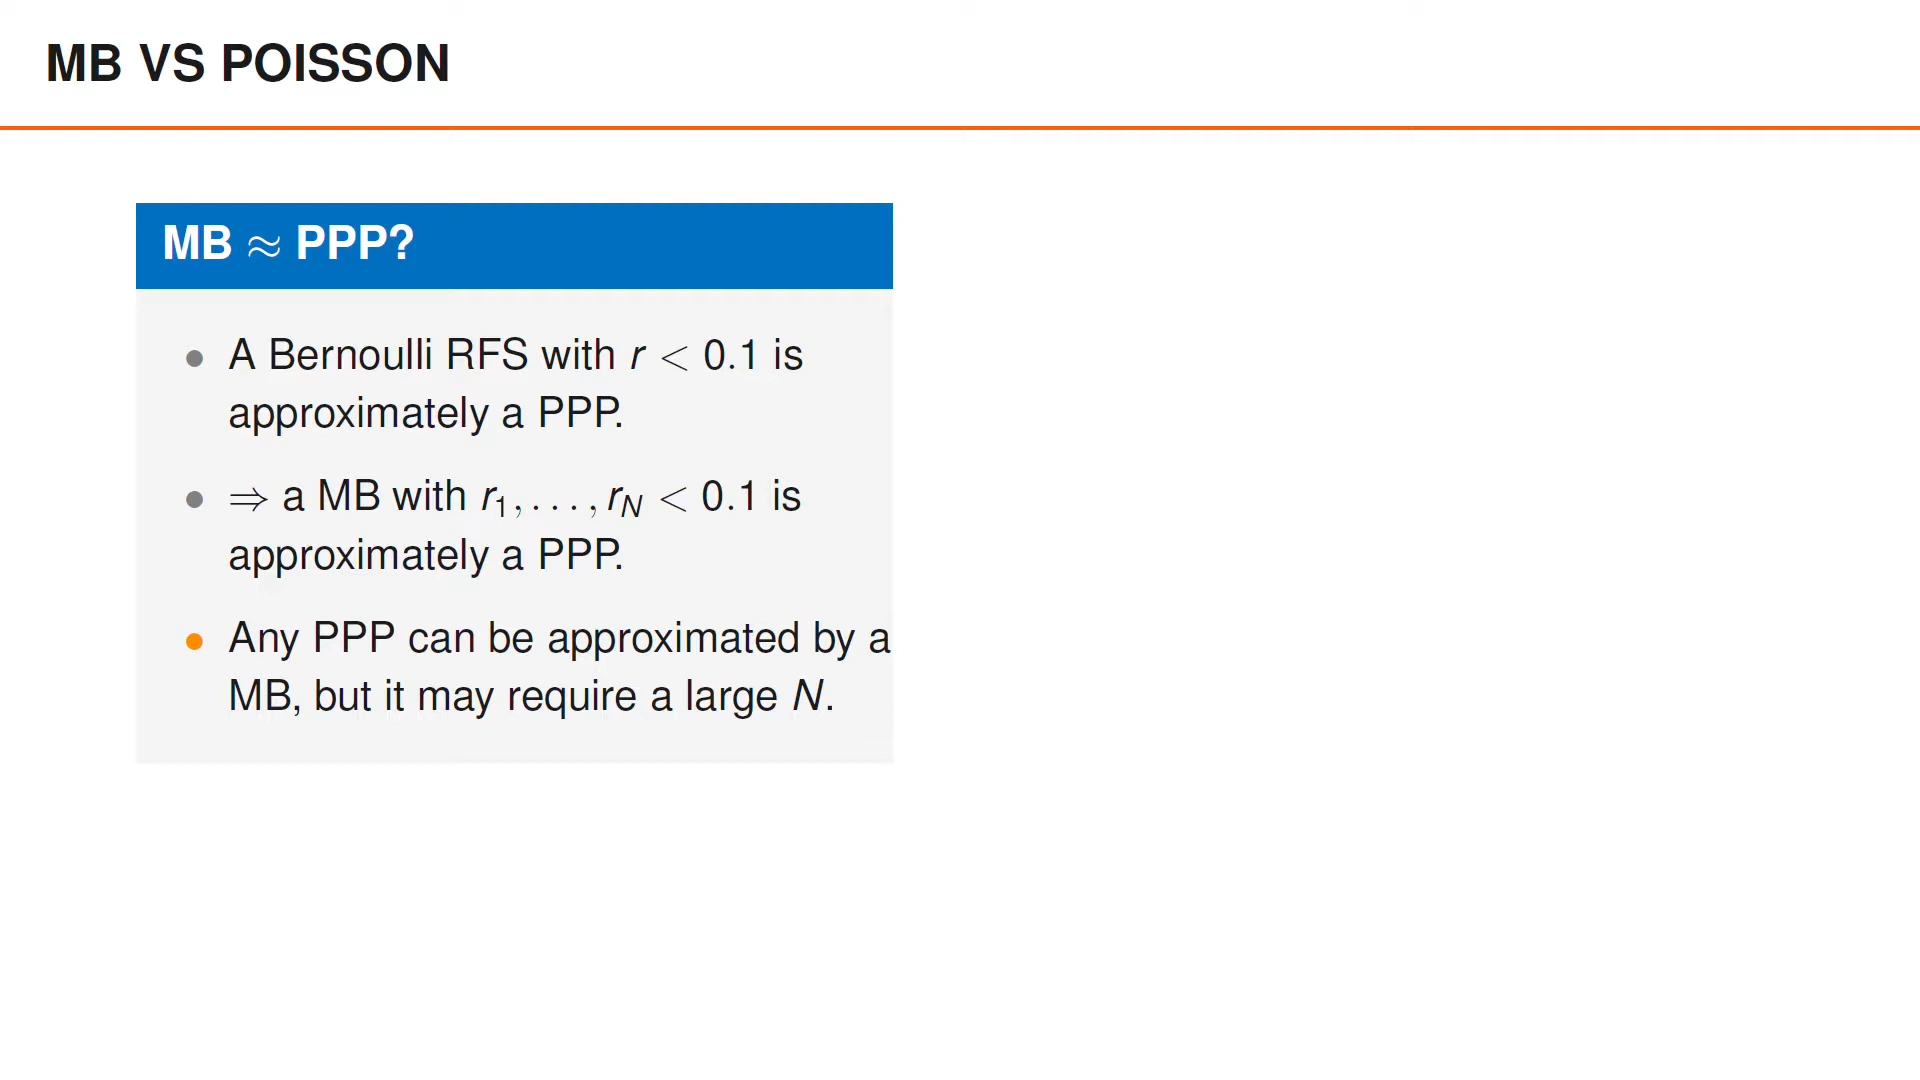 MB VS POISSON
MB ≈ PPP?
• A Bernoulli RFS with r < 0.1 is
approximately a PPP.
• ⇒ a MB with r₁, . . . , r_N < 0.1 is
approximately a PPP.
• Any PPP can be approximated by a
MB, but it may require a large N.